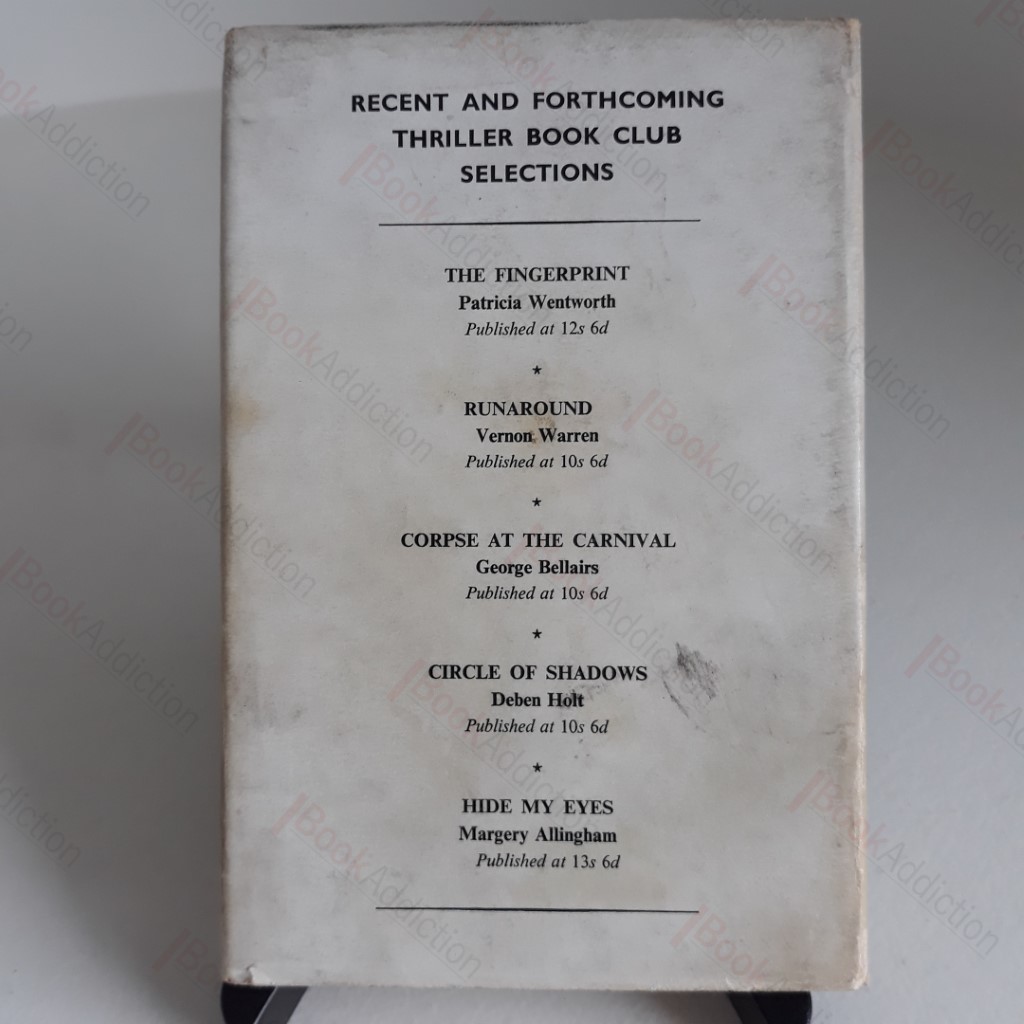 RECENT AND FORTHCOMING
THRILLER BOOK CLUB
SELECTIONS
THE FINGERPRINT
Patricia Wentworth
Published at 12s 6d
★
RUNAROUND
Vernon Warren
Published at 10s 6d
★
CORPSE AT THE CARNIVAL
George Bellairs
Published at 10s 6d
★
CIRCLE OF SHADOWS
Deben Holt
Published at 10s 6d
★
HIDE MY EYES
Margery Allingham
Published at 13s 6d
BookAddiction